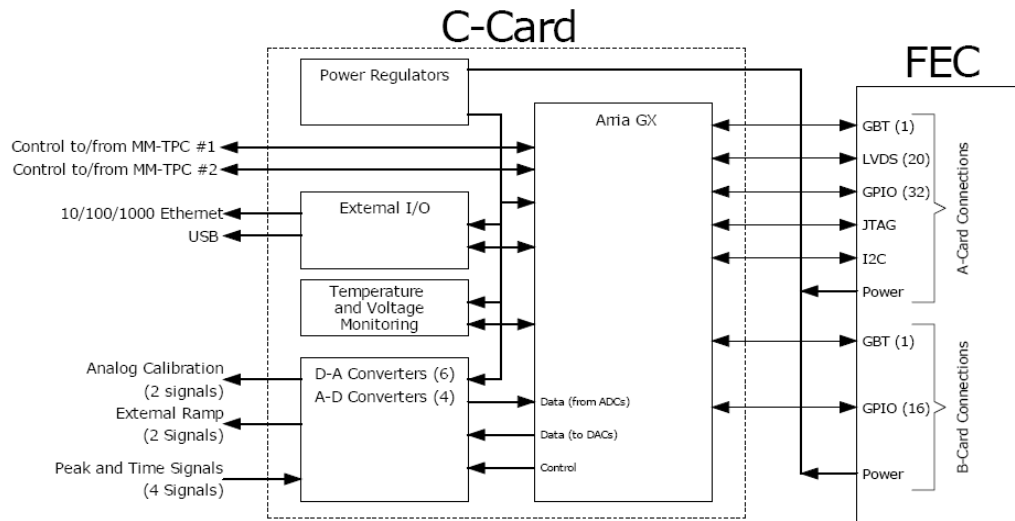 C-Card
FEC
Power Regulators
Arria GX
Control to/from MM-TPC #1
Control to/from MM-TPC #2
10/100/1000 Ethernet
USB
External I/O
Temperature
and Voltage
Monitoring
Analog Calibration
(2 signals)
External Ramp
(2 Signals)
Peak and Time Signals
(4 Signals)
D-A Converters (6)
A-D Converters (4)
Data (from ADCs)
Data (to DACs)
Control
GBT (1)
LVDS (20)
GPIO (32)
JTAG
I2C
Power
A-Card Connections
GBT (1)
GPIO (16)
Power
B-Card Connections